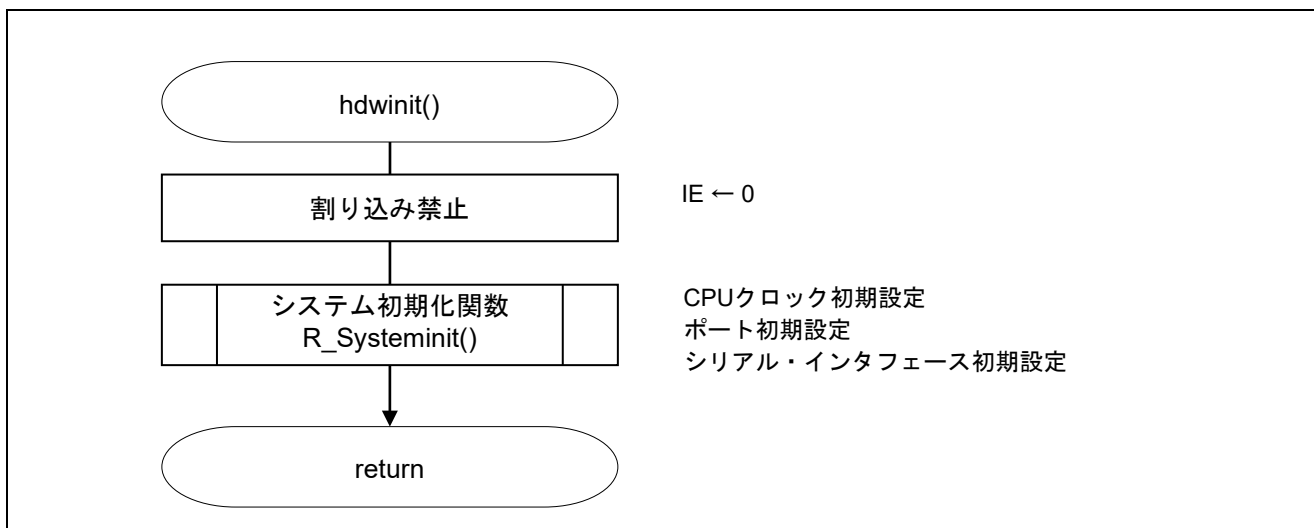 hdwinit()
割り込み禁止
IE ← 0
システム初期化関数
R_Systeminit()
CPUクロック初期設定
ポート初期設定
シリアル・インタフェース初期設定
return